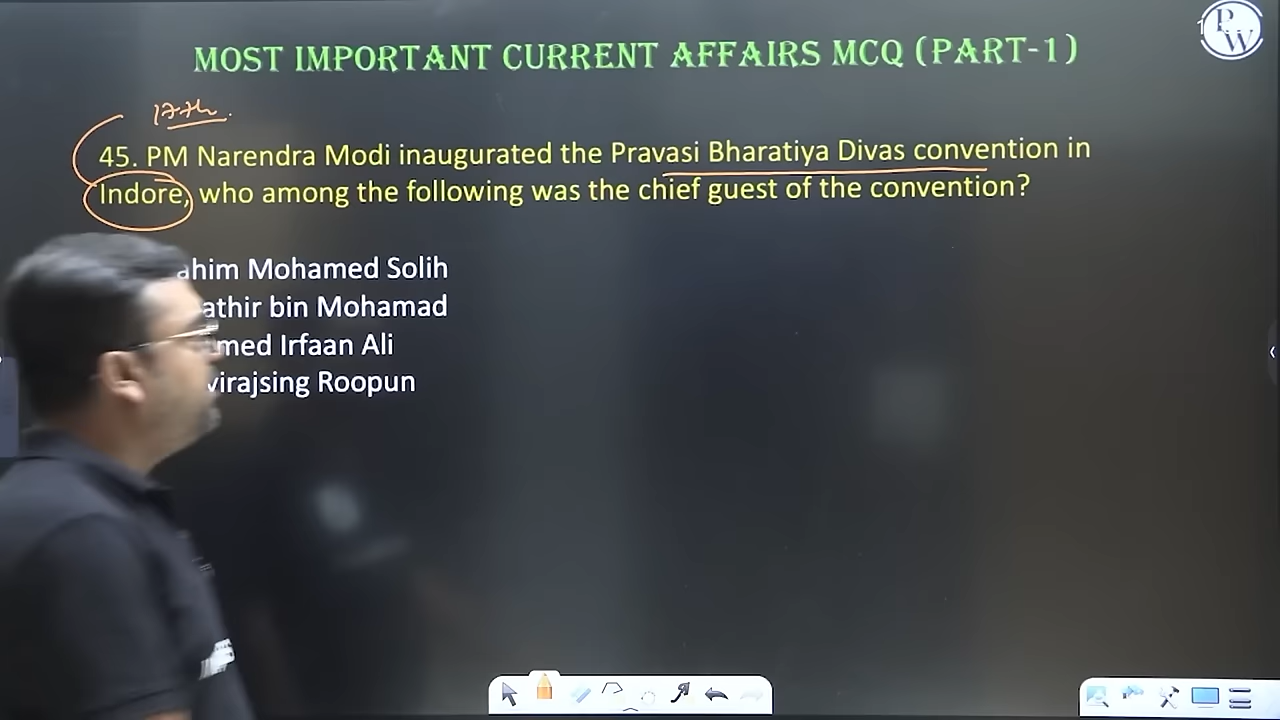 PW
MOST IMPORTANT CURRENT AFFAIRS MCQ (PART-1)
17th.
45. PM Narendra Modi inaugurated the Pravasi Bharatiya Divas convention in
Indore, who among the following was the chief guest of the convention?
ahim Mohamed Solih
athir bin Mohamad
med Irfaan Ali
virajsing Roopun